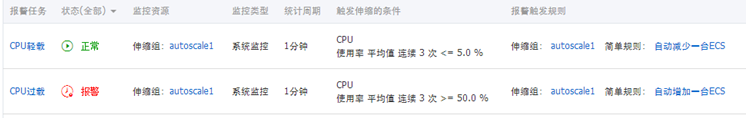 报警任务 状态(全部) 监控资源 监控类型 统计周期 触发伸缩的条件 报警触发规则
CPU轻载 正常 伸缩组：autoscale1 系统监控 1分钟 CPU
使用率 平均值 连续 3 次 <= 5.0 % 伸缩组：autoscale1 简单规则：自动减少一台ECS
CPU过载 报警 伸缩组：autoscale1 系统监控 1分钟 CPU
使用率 平均值 连续 3 次 >= 50.0 % 伸缩组：autoscale1 简单规则：自动增加一台ECS